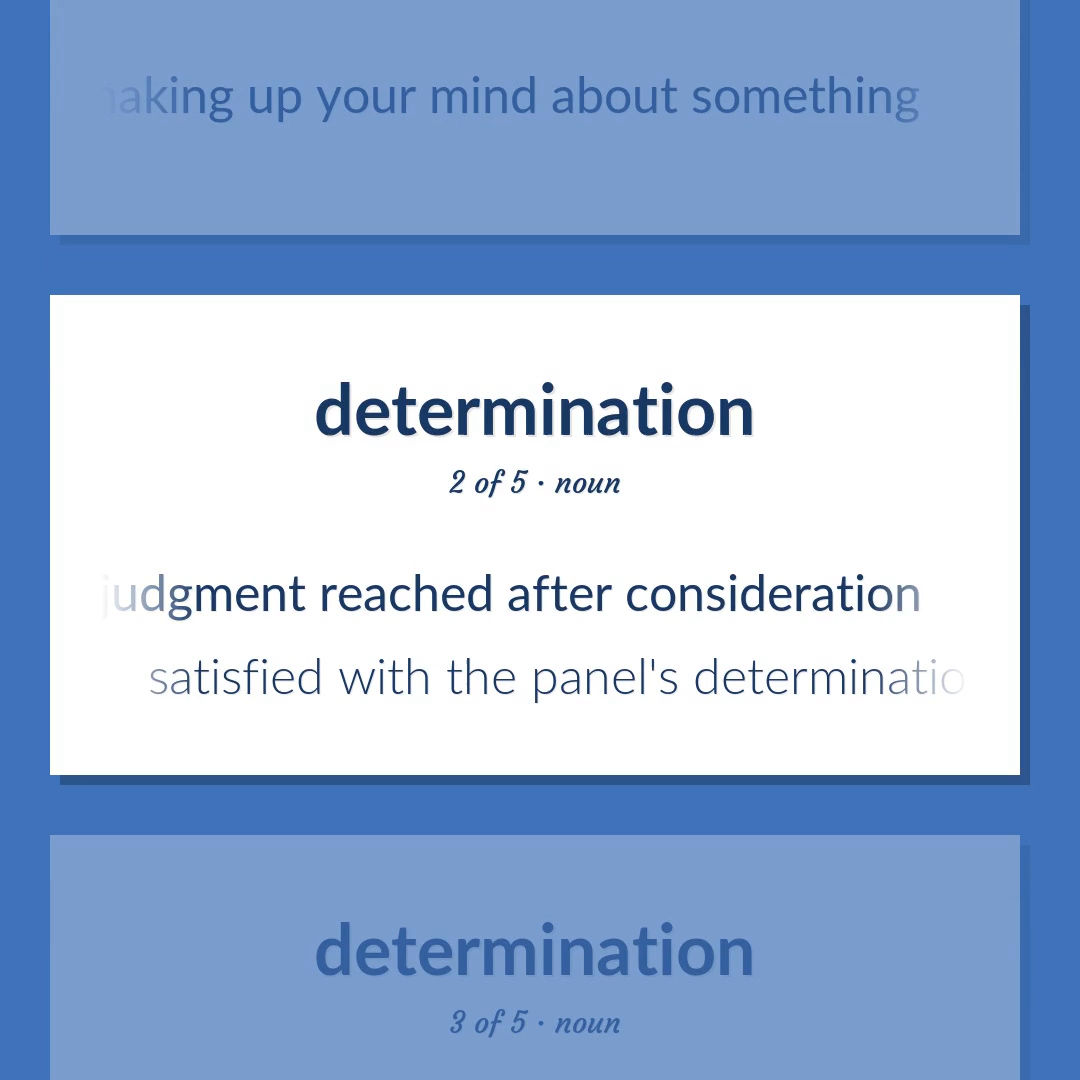 making up your mind about something
determination
2 of 5 · noun
judgment reached after consideration
satisfied with the panel's determinatio
determination
3 of 5 · noun